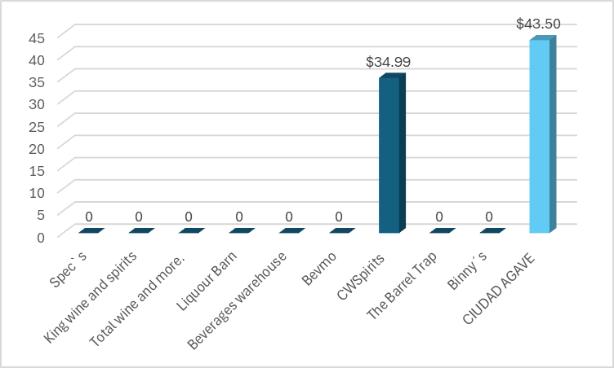 $43.50
45
40
35
30
25
20
15
10
5
0
$34.99
0
0
0
0
0
0
0
0
Spec`s
King wine and spirits
Total wine and more.
Liquour Barn
Beverages warehouse
Bevmo
CWSpirits
The Barrel Trap
Binny´s
CIUDAD AGAVE